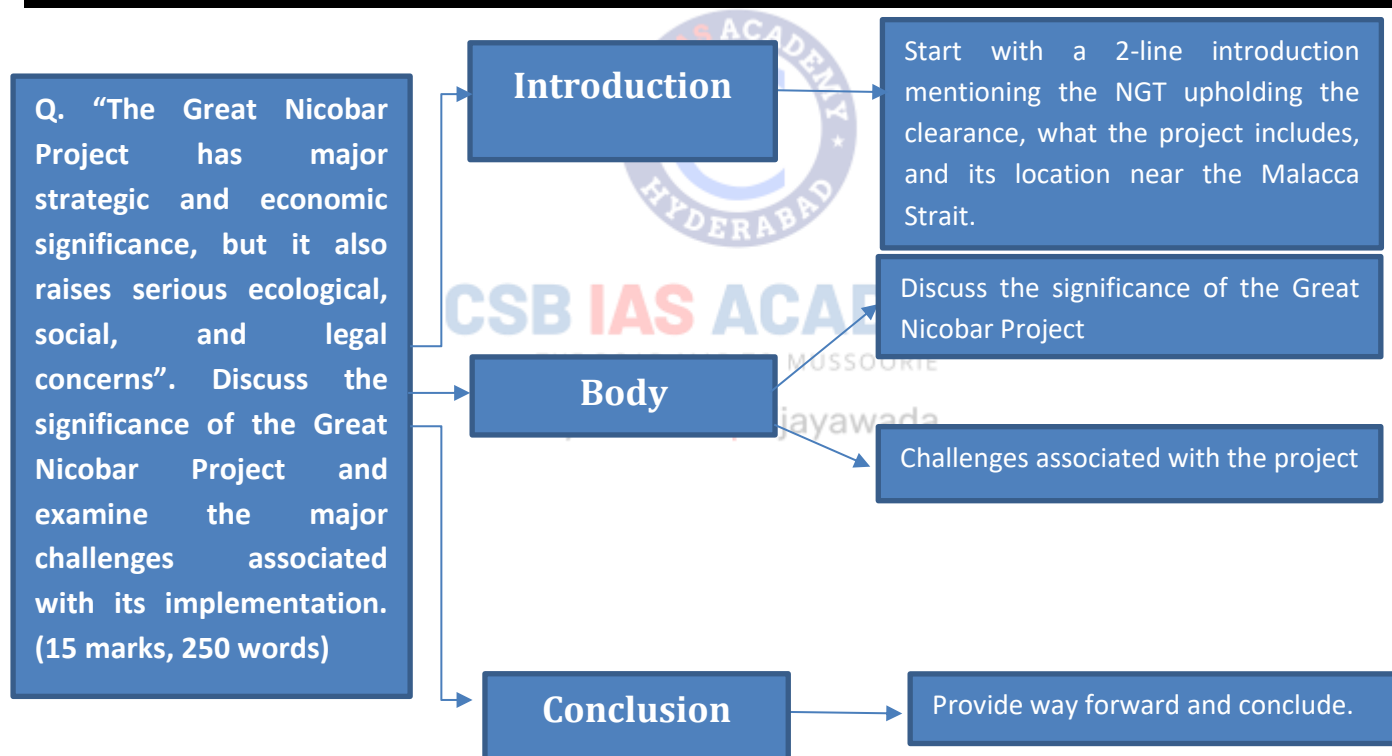 Q. “The Great Nicobar
Project has major
strategic and economic
significance, but it also
raises serious ecological,
social, and legal
concerns”. Discuss the
significance of the Great
Nicobar Project and
examine the major
challenges associated
with its implementation.
(15 marks, 250 words)
Introduction
Start with a 2-line introduction
mentioning the NGT upholding the
clearance, what the project includes,
and its location near the Malacca
Strait.
ACADEMY
HYDERABAD
CSB IAS
MUSSOORIE
Body
Discuss the significance of the Great
Nicobar Project
Challenges associated with the project
Conclusion
Provide way forward and conclude.